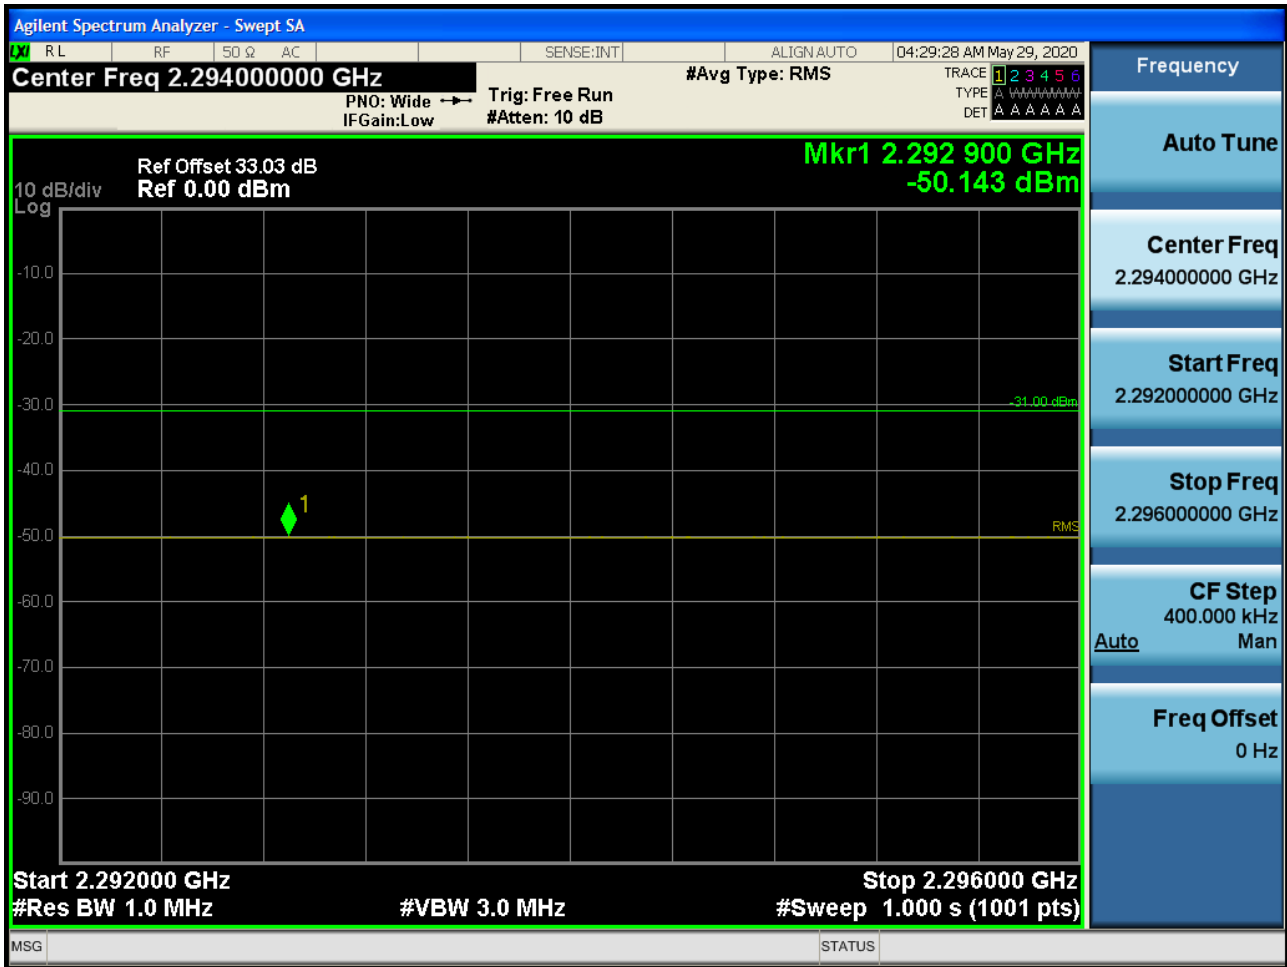 Agilent Spectrum Analyzer - Swept SA
LXI RL RF 50 Ω AC SENSE:INT ALIGN AUTO 04:29:28 AM May 29, 2020
Center Freq 2.294000000 GHz
PNO: Wide
IFGain:Low
Trig: Free Run
#Atten: 10 dB
#Avg Type: RMS
TRACE 1 2 3 4 5 6
TYPE A WWWWW
DET A A A A A A
Ref Offset 33.03 dB
Ref 0.00 dBm
10 dB/div
Log
Mkr1 2.292 900 GHz
-50.143 dBm
-10.0
-20.0
-30.0
-31.00 dBm
-40.0
1
-50.0
RMS
-60.0
-70.0
-80.0
-90.0
Start 2.292000 GHz
Stop 2.296000 GHz
#Res BW 1.0 MHz
#VBW 3.0 MHz
#Sweep 1.000 s (1001 pts)
MSG
STATUS
Frequency
Auto Tune
Center Freq
2.294000000 GHz
Start Freq
2.292000000 GHz
Stop Freq
2.296000000 GHz
CF Step
400.000 kHz
Auto Man
Freq Offset
0 Hz